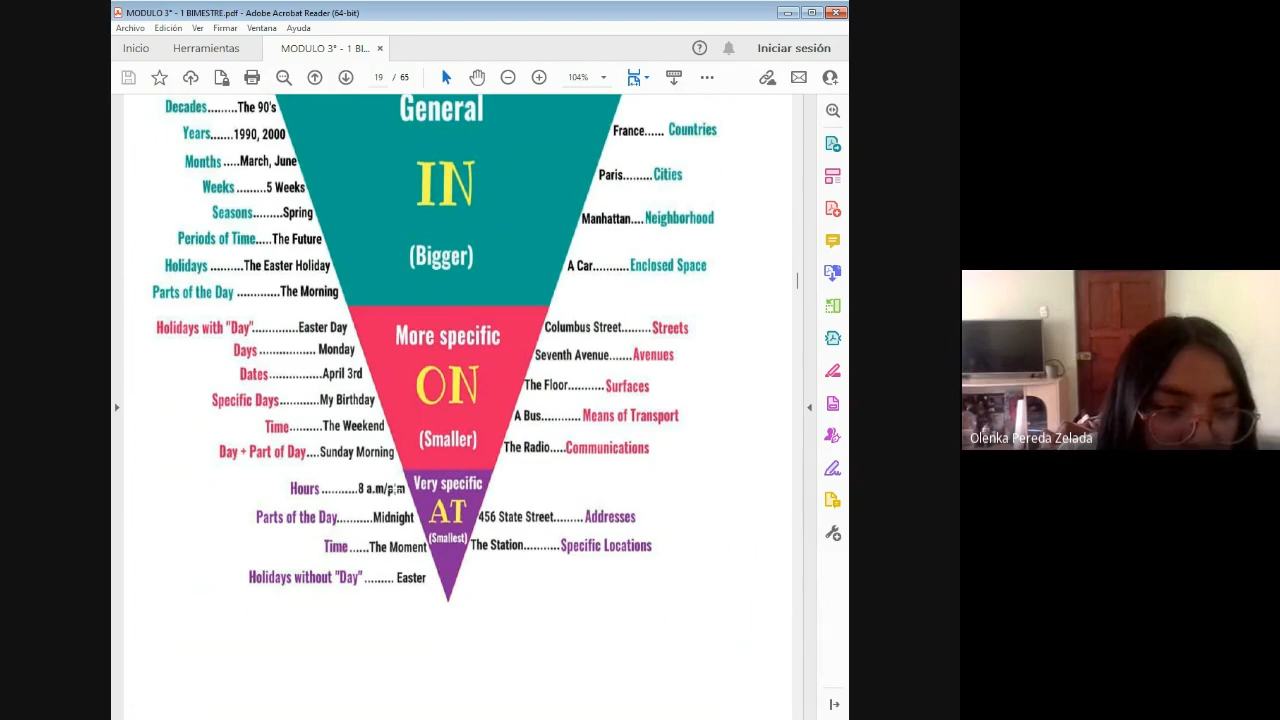 MODULO 3° - 1 BIMESTRE.pdf - Adobe Acrobat Reader (64-bit)
Archivo Edición Ver Firmar Ventana Ayuda
Inicio Herramientas MODULO 3° - 1 BI... × Iniciar sesión
19 / 65 104%
General
IN
(Bigger)
Decades.........The 90's
Years.......1990, 2000
Months .....March, June
Weeks .........5 Weeks
Seasons.........Spring
Periods of Time.....The Future
Holidays ..........The Easter Holiday
Parts of the Day .............The Morning
France...... Countries
Paris......... Cities
Manhattan.... Neighborhood
A Car........... Enclosed Space
More specific
ON
(Smaller)
Holidays with "Day"..............Easter Day
Days ................. Monday
Dates.................April 3rd
Specific Days ............My Birthday
Time..........The Weekend
Day + Part of Day....Sunday Morning
Columbus Street.........Streets
Seventh Avenue.......Avenues
The Floor...........Surfaces
A Bus............Means of Transport
The Radio.....Communications
Very specific
AT
(Smallest)
Hours ...........8 a.m/p.m
Parts of the Day...........Midnight
Time ......The Moment
Holidays without "Day" ......... Easter
456 State Street......... Addresses
The Station........... Specific Locations
Olenka Pereda Zelada